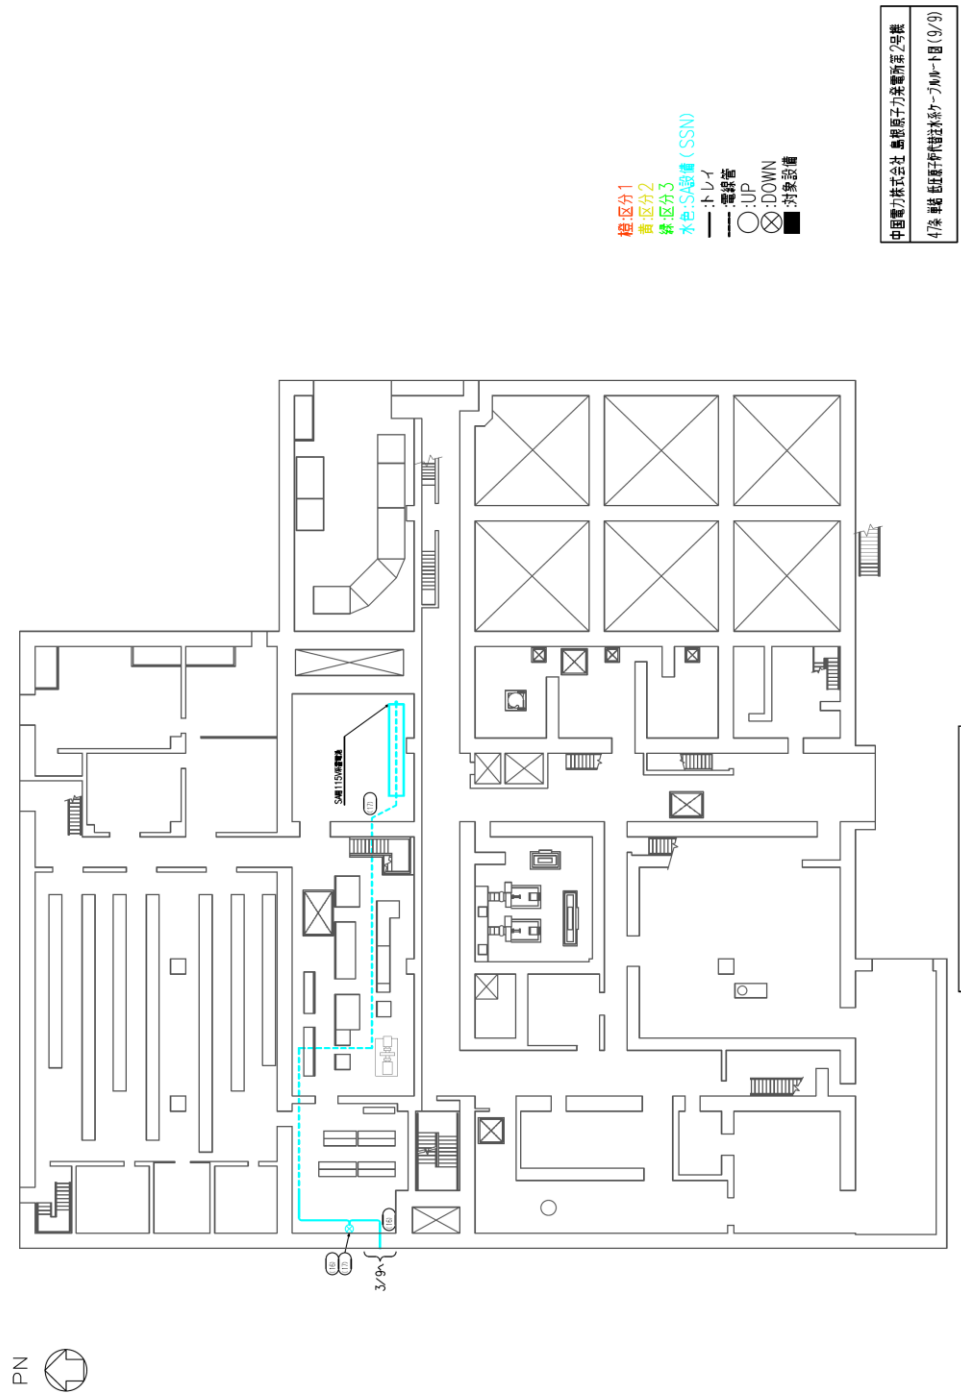 中国電力株式会社 島根原子力発電所第2号機
47条 単線 低圧原子炉代替注水系ケーブルルート図(9/9)
橙:区分1
黄:区分2
緑:区分3
水色:SA設備(SSN)
:トレイ
:電線管
:UP
:DOWN
:対象設備
SA用115V系蓄電池
(17)
(16)
(16)
(17)
3/9へ
PN